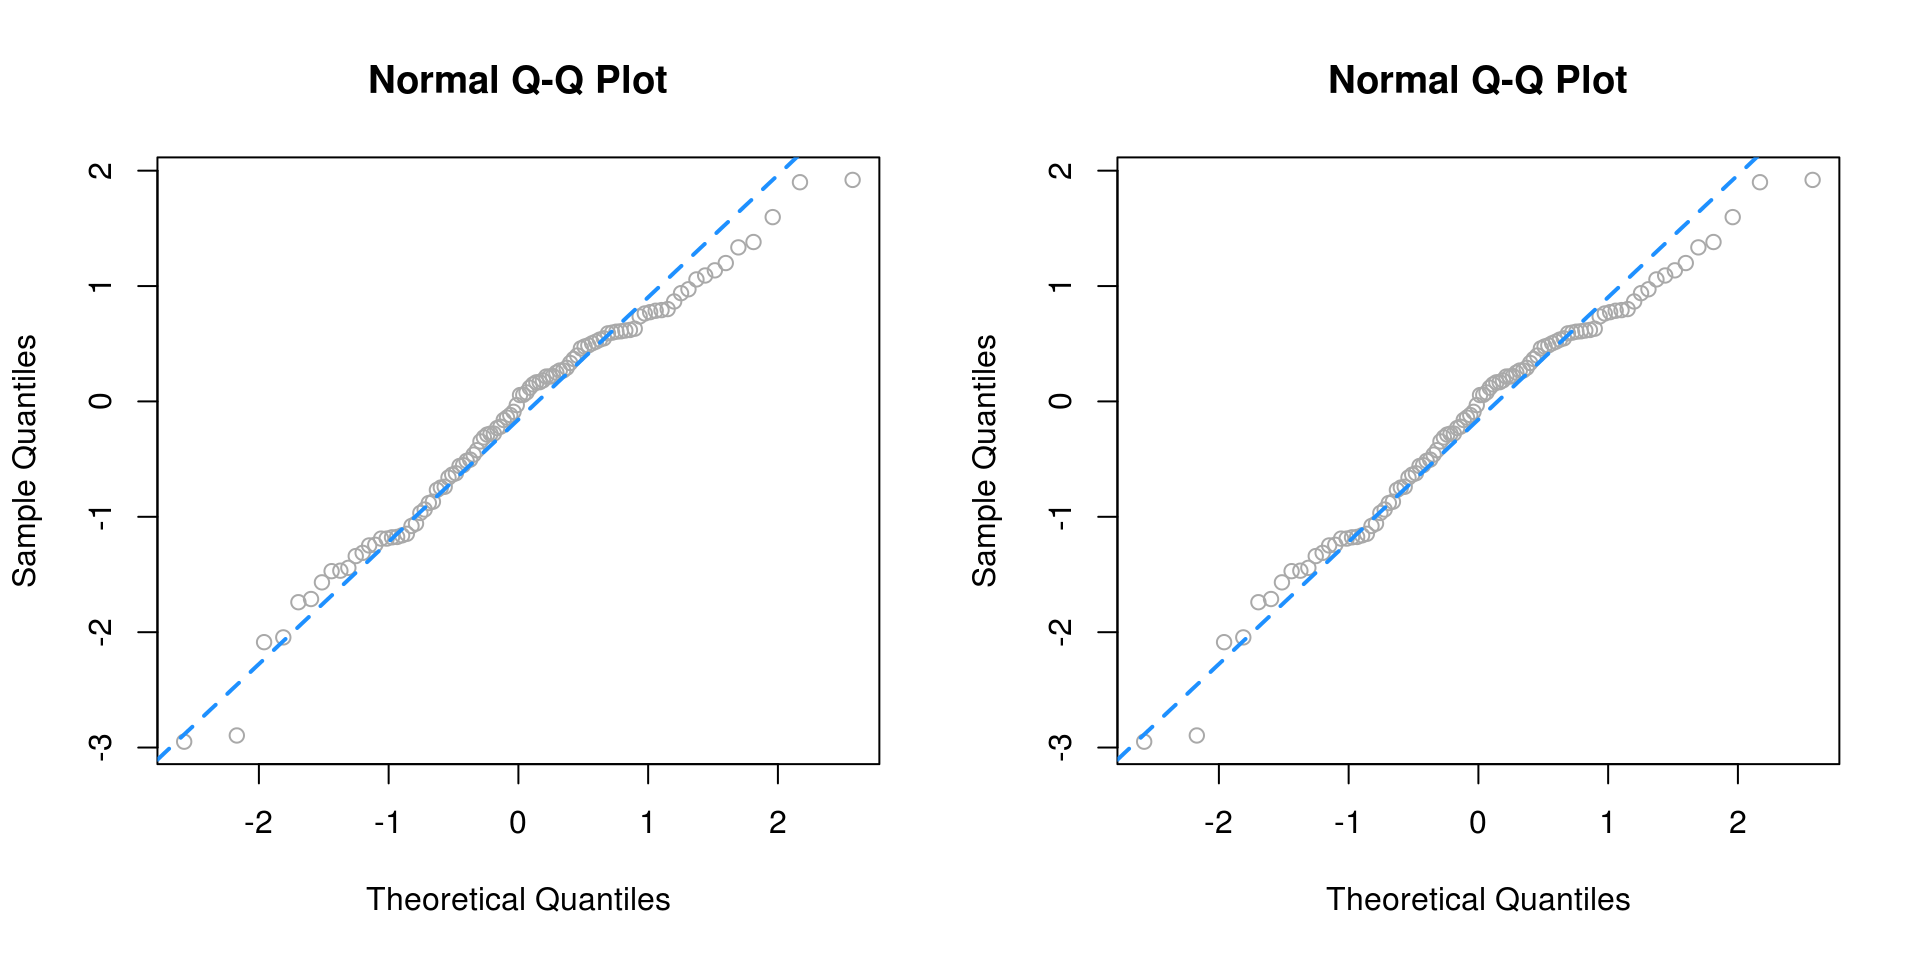 Normal Q-Q Plot
2
1
0
-1
-2
-3
Sample Quantiles
-2 -1 0 1 2
Theoretical Quantiles
Normal Q-Q Plot
2
1
0
-1
-2
-3
Sample Quantiles
-2 -1 0 1 2
Theoretical Quantiles